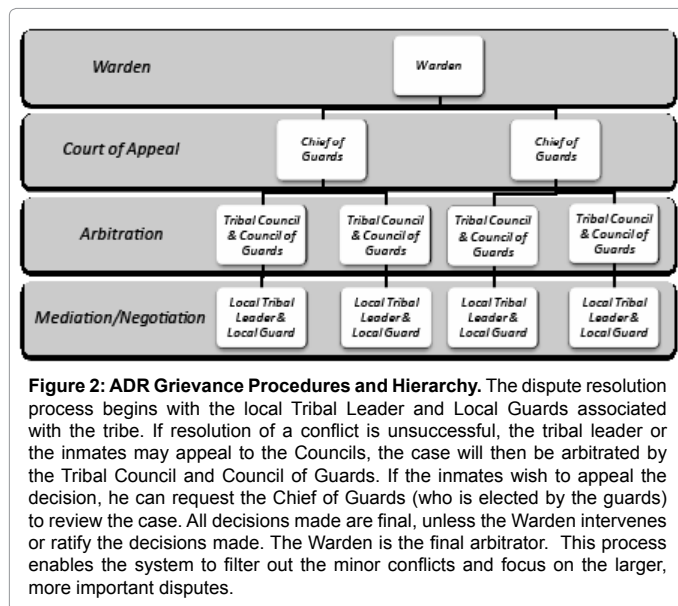 Warden
Warden
Court of Appeal
Chief of
Guards
Chief of
Guards
Arbitration
Tribal Council
& Council of
Guards
Tribal Council
& Council of
Guards
Tribal Council
& Council of
Guards
Tribal Council
& Council of
Guards
Mediation/Negotiation
Local Tribal
Leader &
Local Guard
Local Tribal
Leader &
Local Guard
Local Tribal
Leader &
Local Guard
Local Tribal
Leader &
Local Guard
Figure 2: ADR Grievance Procedures and Hierarchy. The dispute resolution
process begins with the local Tribal Leader and Local Guards associated
with the tribe. If resolution of a conflict is unsuccessful, the tribal leader or
the inmates may appeal to the Councils, the case will then be arbitrated by
the Tribal Council and Council of Guards. If the inmates wish to appeal the
decision, he can request the Chief of Guards (who is elected by the guards)
to review the case. All decisions made are final, unless the Warden intervenes
or ratify the decisions made. The Warden is the final arbitrator. This process
enables the system to filter out the minor conflicts and focus on the larger,
more important disputes.